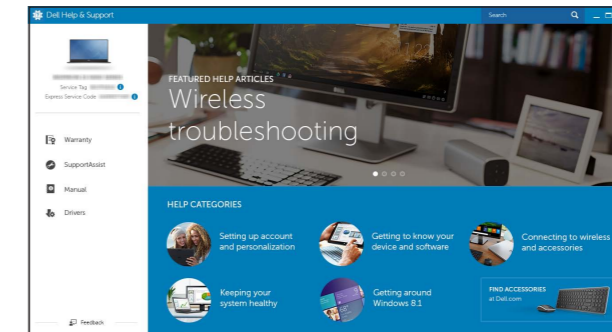 Dell Help & Support
Search
Service Tag
Express Service Code
Warranty
SupportAssist
Manual
Drivers
Feedback
FEATURED HELP ARTICLES
Wireless
troubleshooting
HELP CATEGORIES
Setting up account
and personalization
Getting to know your
device and software
Connecting to wireless
and accessories
Keeping your
system healthy
Getting around
Windows 8.1
FIND ACCESSORIES
at Dell.com